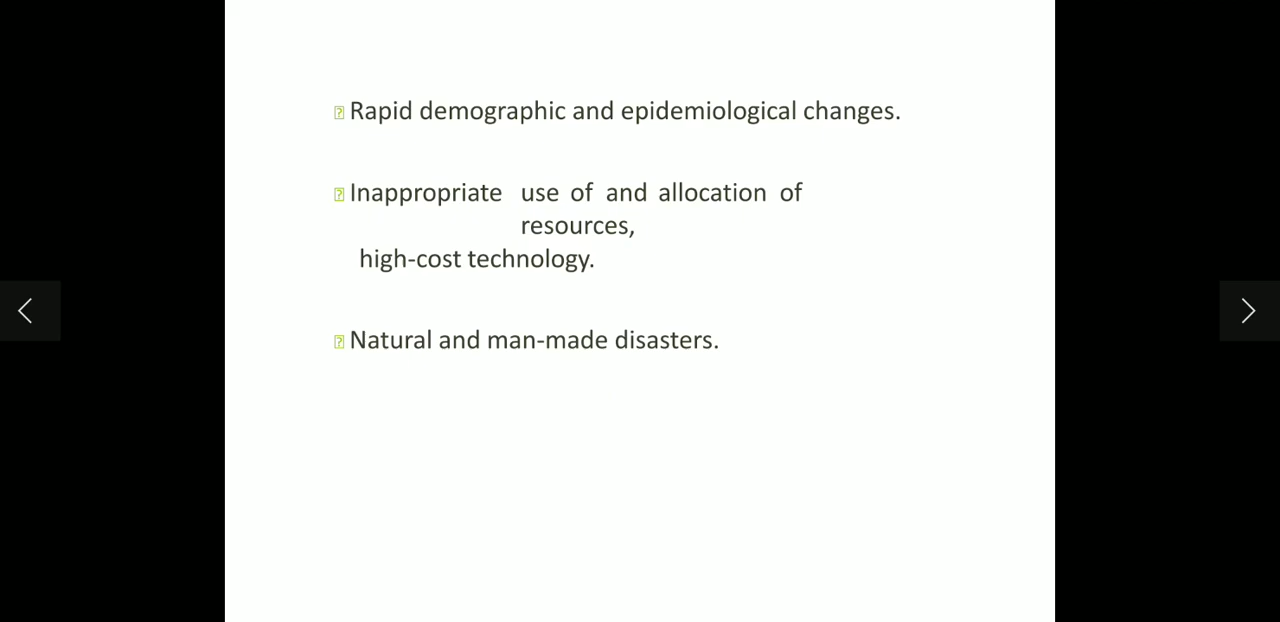 Rapid demographic and epidemiological changes.
Inappropriate use of and allocation of
resources,
high-cost technology.
Natural and man-made disasters.